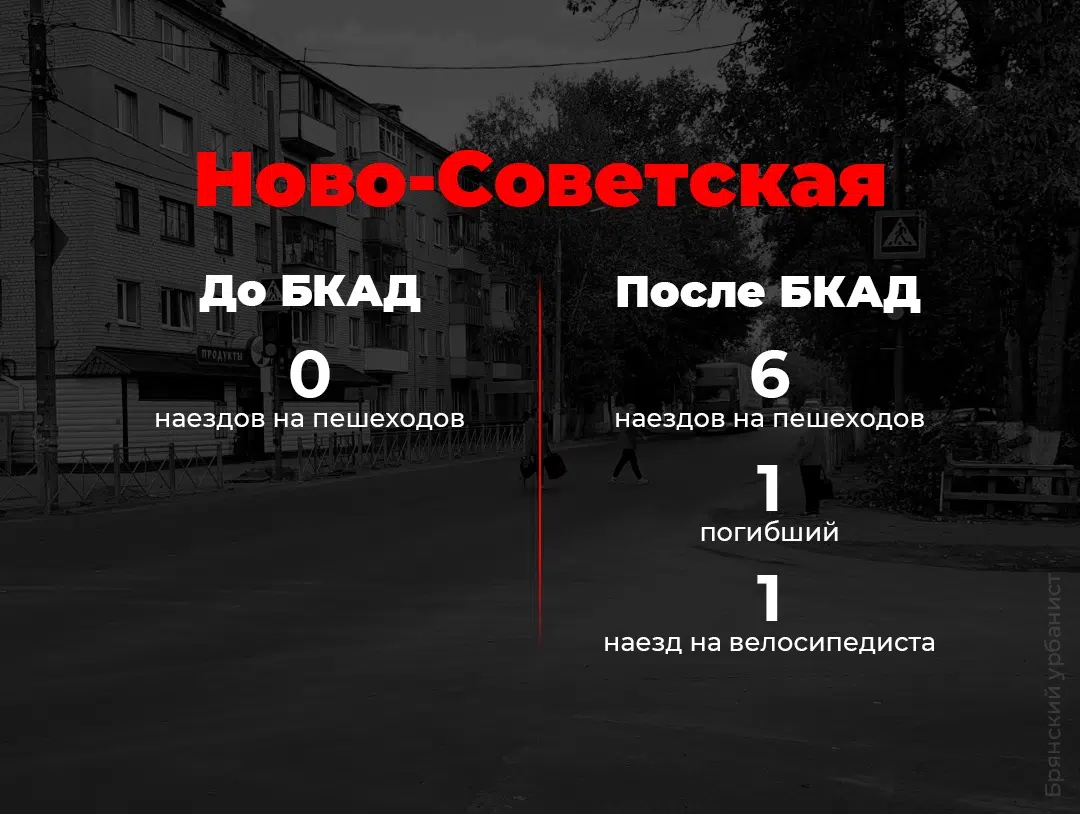 Ново-Советская
До БКАД
0
наездов на пешеходов
После БКАД
6
наездов на пешеходов
1
погибший
1
наезд на велосипедиста
ПРОДУКТЫ
Брянский урбанист